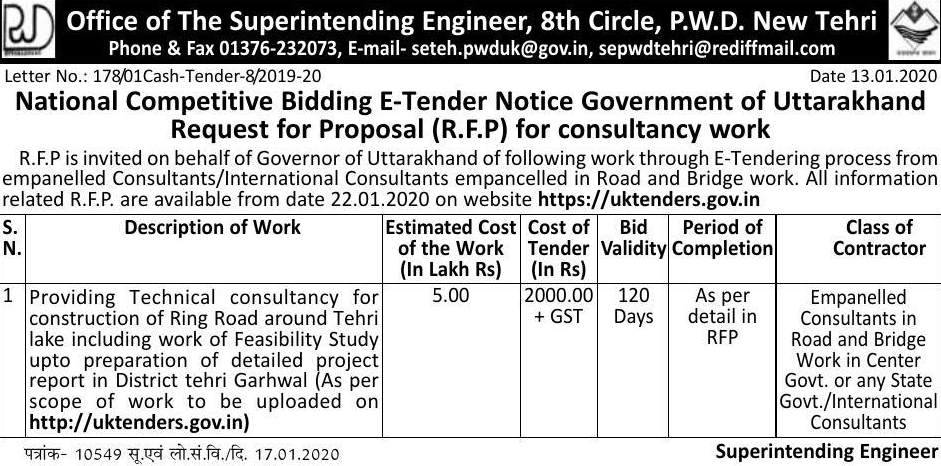 Office of The Superintending Engineer, 8th Circle, P.W.D. New Tehri
Phone & Fax 01376-232073, E-mail- seteh.pwduk@gov.in, sepwdtehri@rediffmail.com
Letter No.: 178/01Cash-Tender-8/2019-20 Date 13.01.2020
National Competitive Bidding E-Tender Notice Government of Uttarakhand
Request for Proposal (R.F.P) for consultancy work
R.F.P is invited on behalf of Governor of Uttarakhand of following work through E-Tendering process from
empanelled Consultants/International Consultants empancelled in Road and Bridge work. All information
related R.F.P. are available from date 22.01.2020 on website https://uktenders.gov.in
S. N. Description of Work Estimated Cost of the Work (In Lakh Rs) Cost of Tender (In Rs) Bid Validity Period of Completion Class of Contractor
1 Providing Technical consultancy for
construction of Ring Road around Tehri
lake including work of Feasibility Study
upto preparation of detailed project
report in District tehri Garhwal (As per
scope of work to be uploaded on
http://uktenders.gov.in)
5.00
2000.00
+ GST
120
Days
As per
detail in
RFP
Empanelled
Consultants in
Road and Bridge
Work in Center
Govt. or any State
Govt./International
Consultants
पत्रांक- 10549 सू.एवं लो.सं.वि./दि. 17.01.2020 Superintending Engineer